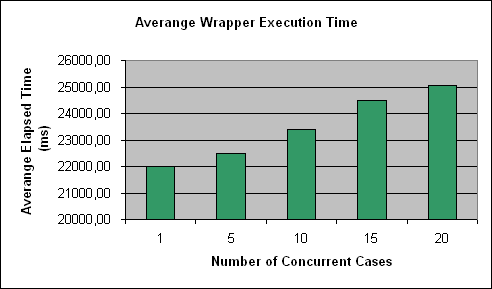 Averange Wrapper Execution Time
Averange Elapsed Time
(ms)
26000,00
25000,00
24000,00
23000,00
22000,00
21000,00
20000,00
1 5 10 15 20
Number of Concurrent Cases